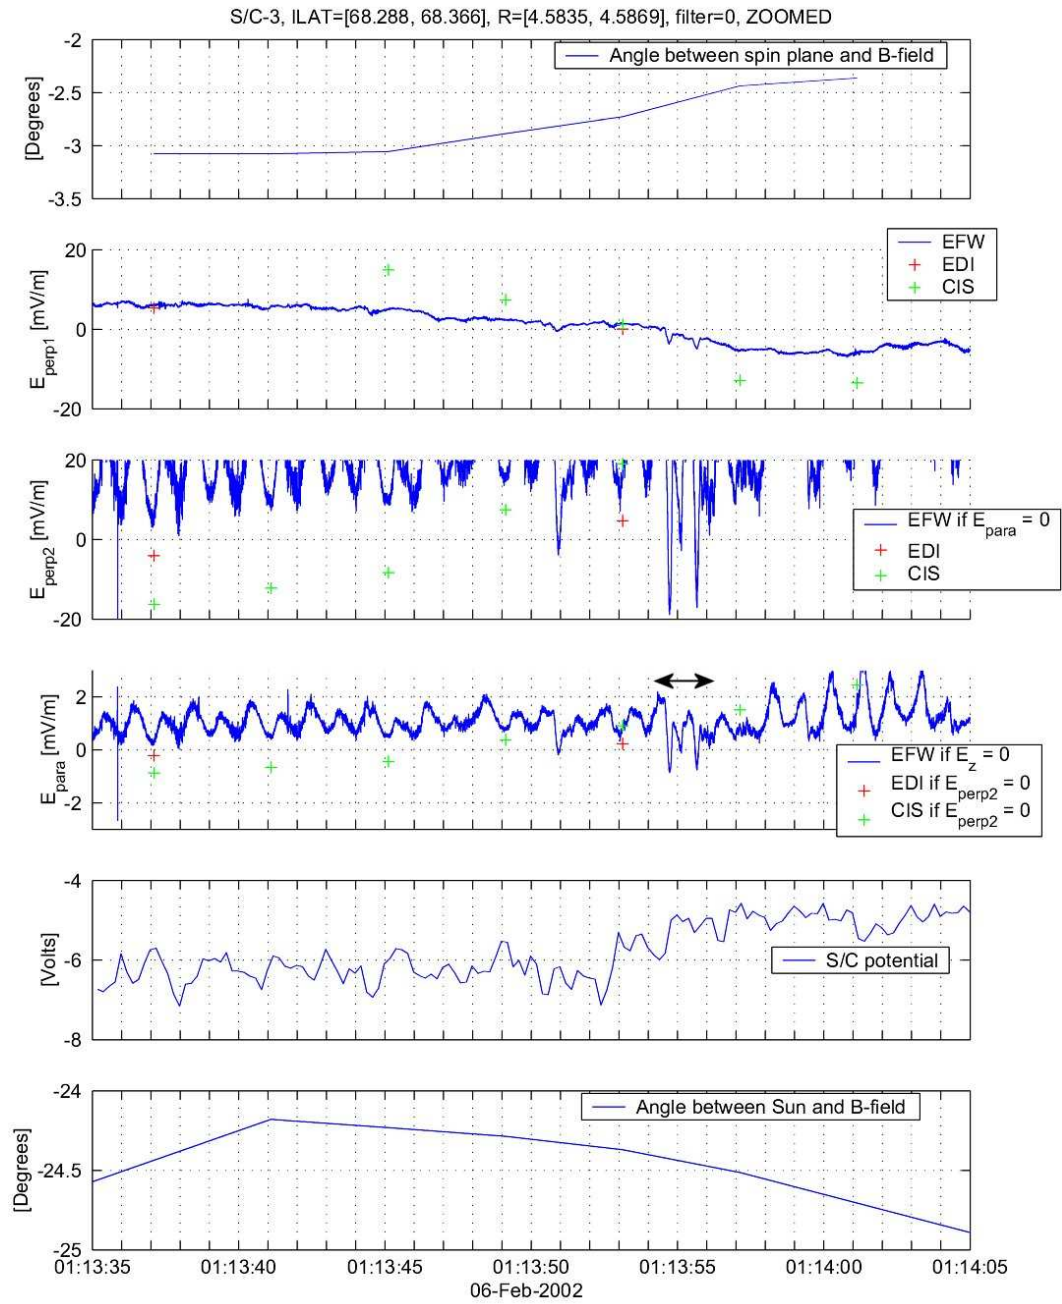 S/C-3, ILAT=[68.288, 68.366], R=[4.5835, 4.5869], filter=0, ZOOMED
-2
-2.5
-3
-3.5
[Degrees]
Angle between spin plane and B-field
20
0
-20
E_perp1 [mV/m]
EFW
EDI
CIS
20
0
-20
E_perp2 [mV/m]
EFW if E_para = 0
EDI
CIS
2
0
-2
E_para [mV/m]
EFW if E_z = 0
EDI if E_perp2 = 0
CIS if E_perp2 = 0
-4
-6
-8
[Volts]
S/C potential
-24
-24.5
-25
[Degrees]
Angle between Sun and B-field
01:13:35 01:13:40 01:13:45 01:13:50 01:13:55 01:14:00 01:14:05
06-Feb-2002